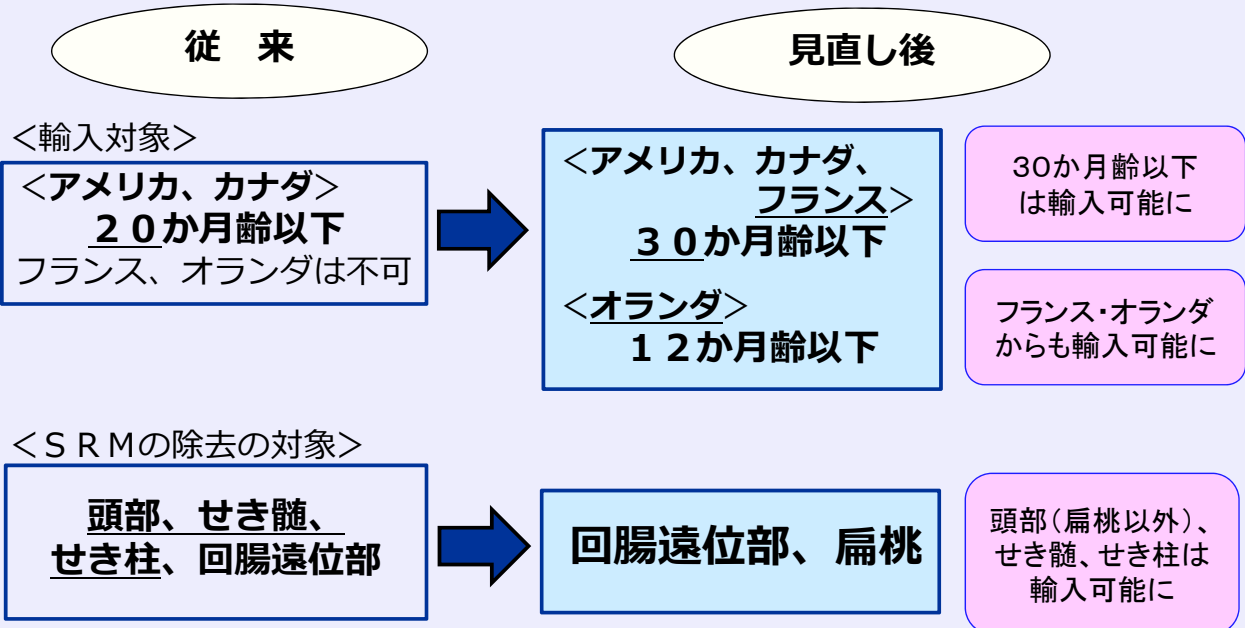 従　来
見直し後
＜輸入対象＞
＜アメリカ、カナダ＞
２０か月齢以下
フランス、オランダは不可
＜アメリカ、カナダ、
フランス＞
３０か月齢以下
＜オランダ＞
１２か月齢以下
30か月齢以下
は輸入可能に
フランス・オランダ
からも輸入可能に
＜ＳＲＭの除去の対象＞
頭部、せき髄、
せき柱、回腸遠位部
回腸遠位部、扁桃
頭部（扁桃以外）、
せき髄、せき柱は
輸入可能に